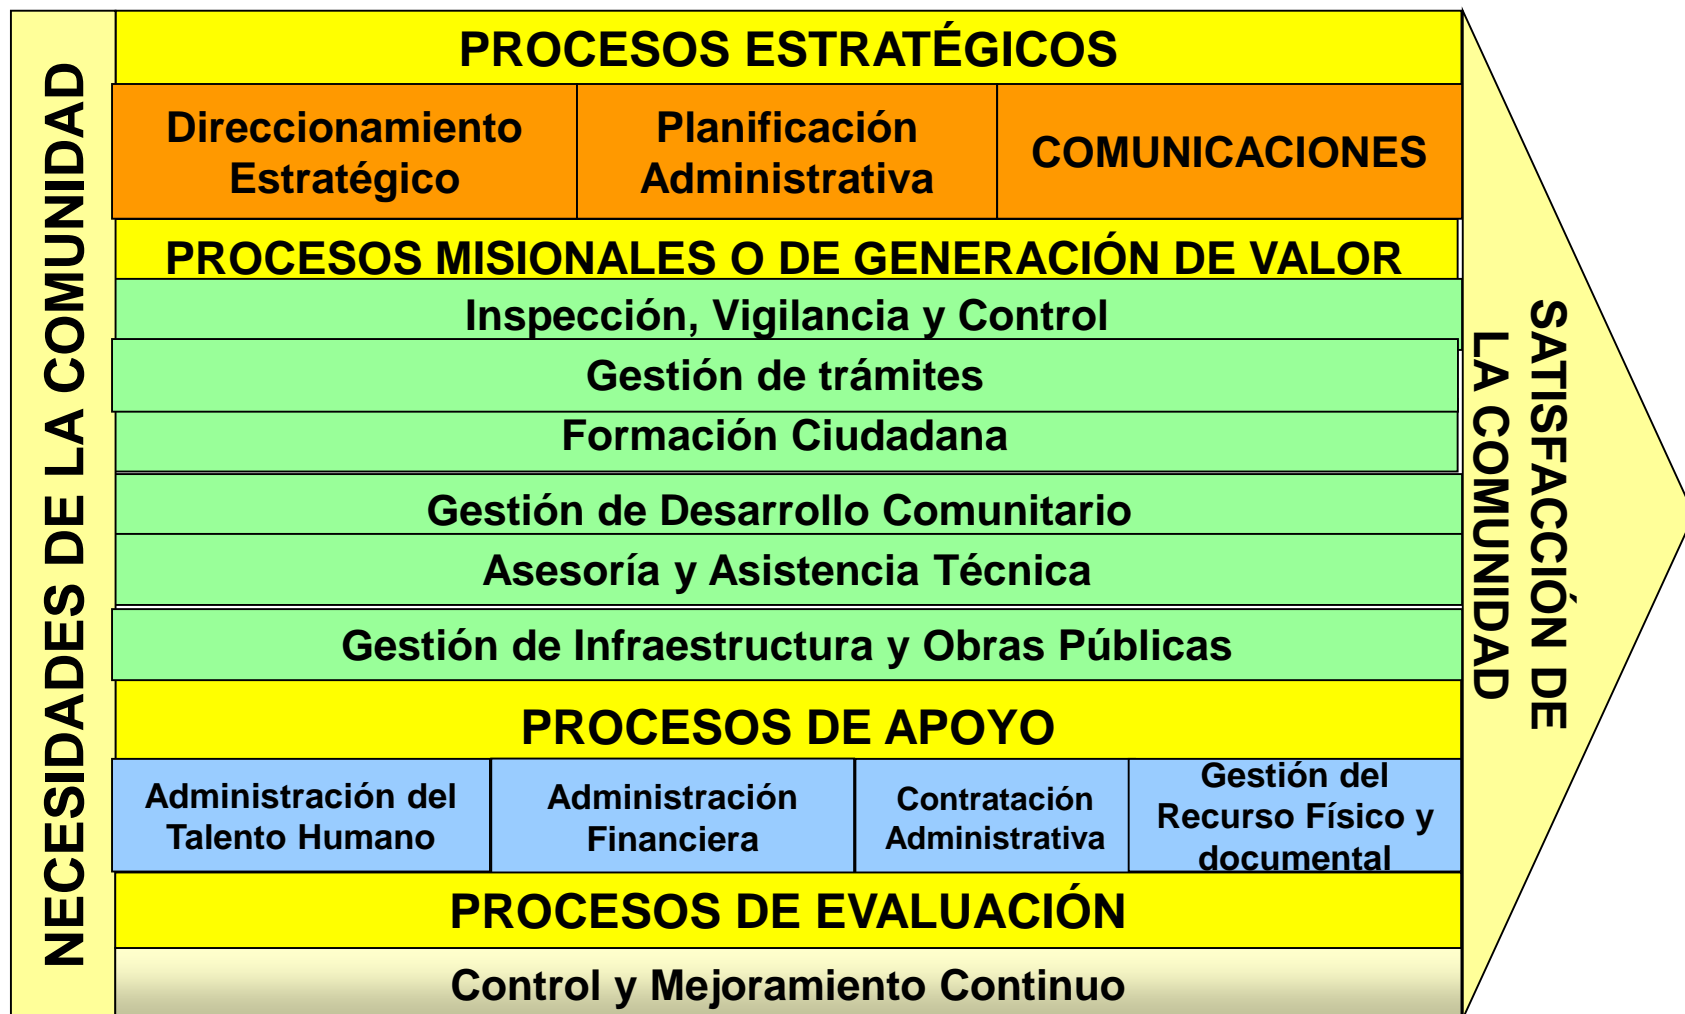 NECESIDADES DE LA COMUNIDAD
PROCESOS ESTRATÉGICOS
Direccionamiento
Estratégico
Planificación
Administrativa
COMUNICACIONES
PROCESOS MISIONALES O DE GENERACIÓN DE VALOR
Inspección, Vigilancia y Control
Gestión de trámites
Formación Ciudadana
Gestión de Desarrollo Comunitario
Asesoría y Asistencia Técnica
Gestión de Infraestructura y Obras Públicas
PROCESOS DE APOYO
Administración del
Talento Humano
Administración
Financiera
Contratación
Administrativa
Gestión del
Recurso Físico y
documental
PROCESOS DE EVALUACIÓN
Control y Mejoramiento Continuo
SATISFACCIÓN DE
LA COMUNIDAD